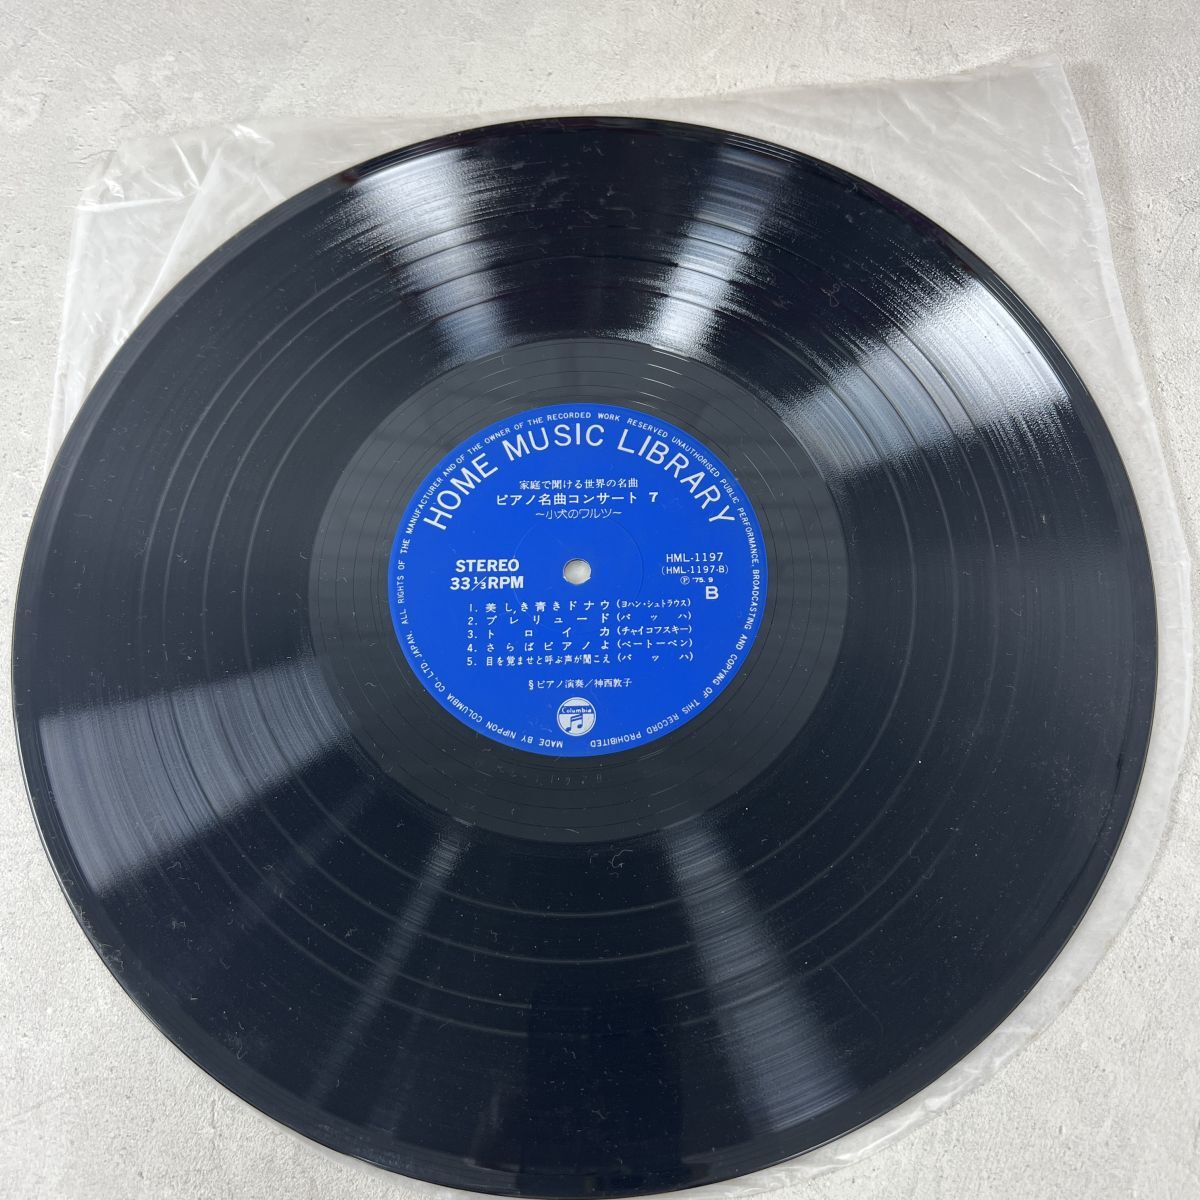 ALL RIGHTS OF THE MANUFACTURER AND OF THE OWNER OF THE RECORDED WORK RESERVED UNAUTHORISED PUBLIC PERFORMANCE, BROADCASTING AND COPYING OF THIS RECORD PROHIBITED
HOME MUSIC LIBRARY
家庭で聞ける世界の名曲
ピアノ名曲コンサート 7
~小犬のワルツ~
STEREO
33⅓RPM
HML-1197
(HML-1197-B)
Ⓟ '75. 9
B
1. 美しき青きドナウ (ヨハン・シュトラウス)
2. プレリュード (バッハ)
3. トロイカ (チャイコフスキー)
4. さらばピアノよ (ベートーベン)
5. 目を覚ませと呼ぶ声が聞こえ (バッハ)
§ピアノ演奏/神西敦子
Columbia
MADE BY NIPPON COLUMBIA CO., LTD. JAPAN.